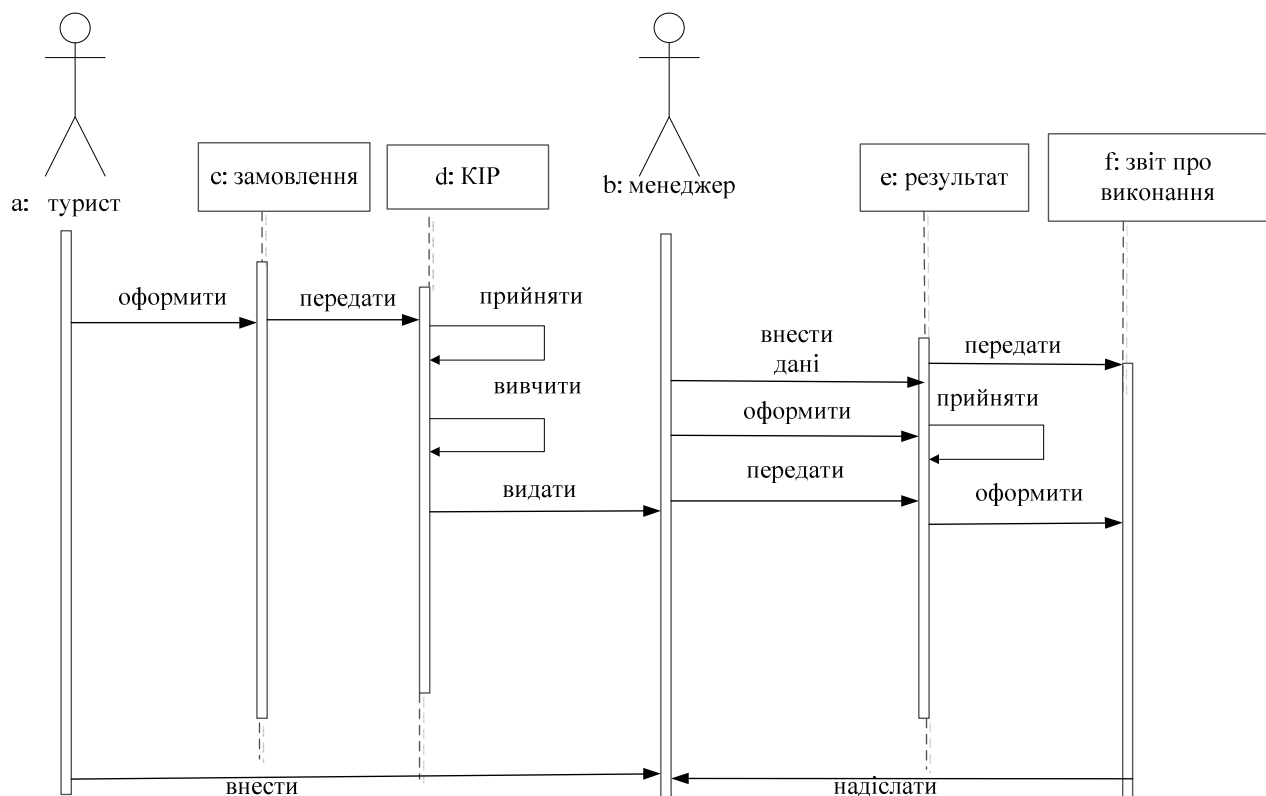 c: замовлення
d: КІР
f: звіт про
виконання
e: результат
b: менеджер
a: турист
оформити
передати
прийняти
внести
дані
передати
вивчити
оформити
прийняти
видати
передати
оформити
внести
надіслати